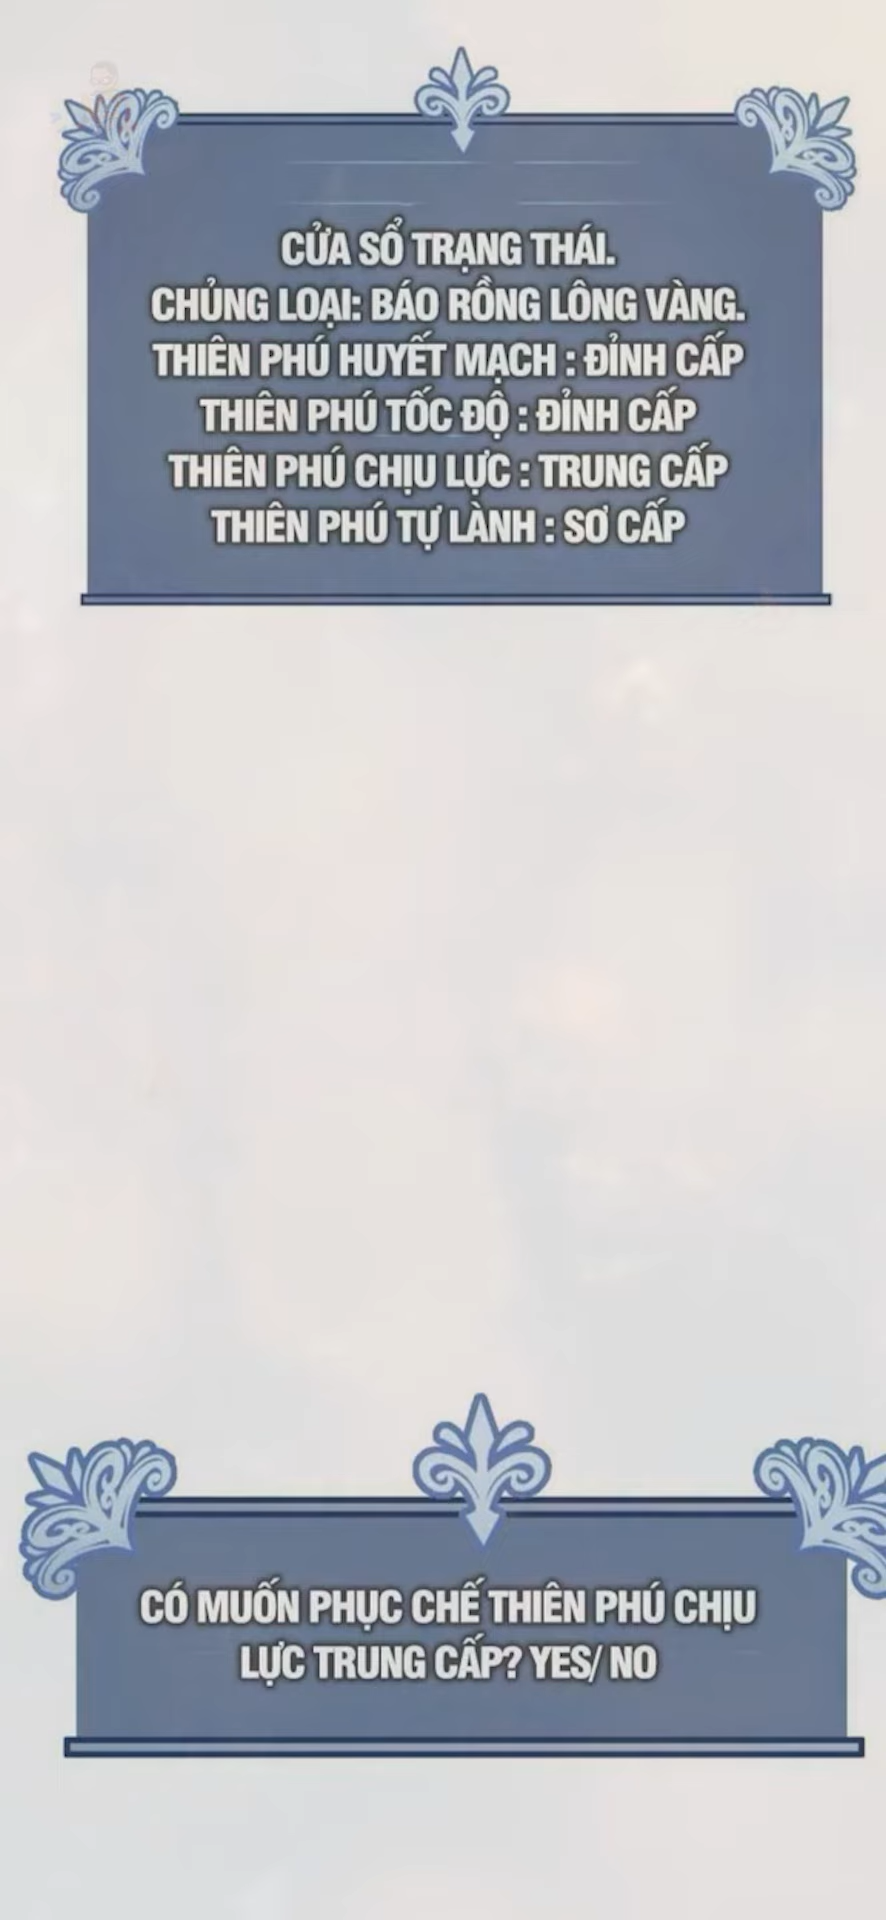 CỬA SỔ TRẠNG THÁI.
CHỦNG LOẠI: BÁO RỒNG LÔNG VÀNG.
THIÊN PHÚ HUYẾT MẠCH : ĐỈNH CẤP
THIÊN PHÚ TỐC ĐỘ : ĐỈNH CẤP
THIÊN PHÚ CHỊU LỰC : TRUNG CẤP
THIÊN PHÚ TỰ LÀNH : SƠ CẤP
CÓ MUỐN PHỤC CHẾ THIÊN PHÚ CHỊU
LỰC TRUNG CẤP? YES/ NO